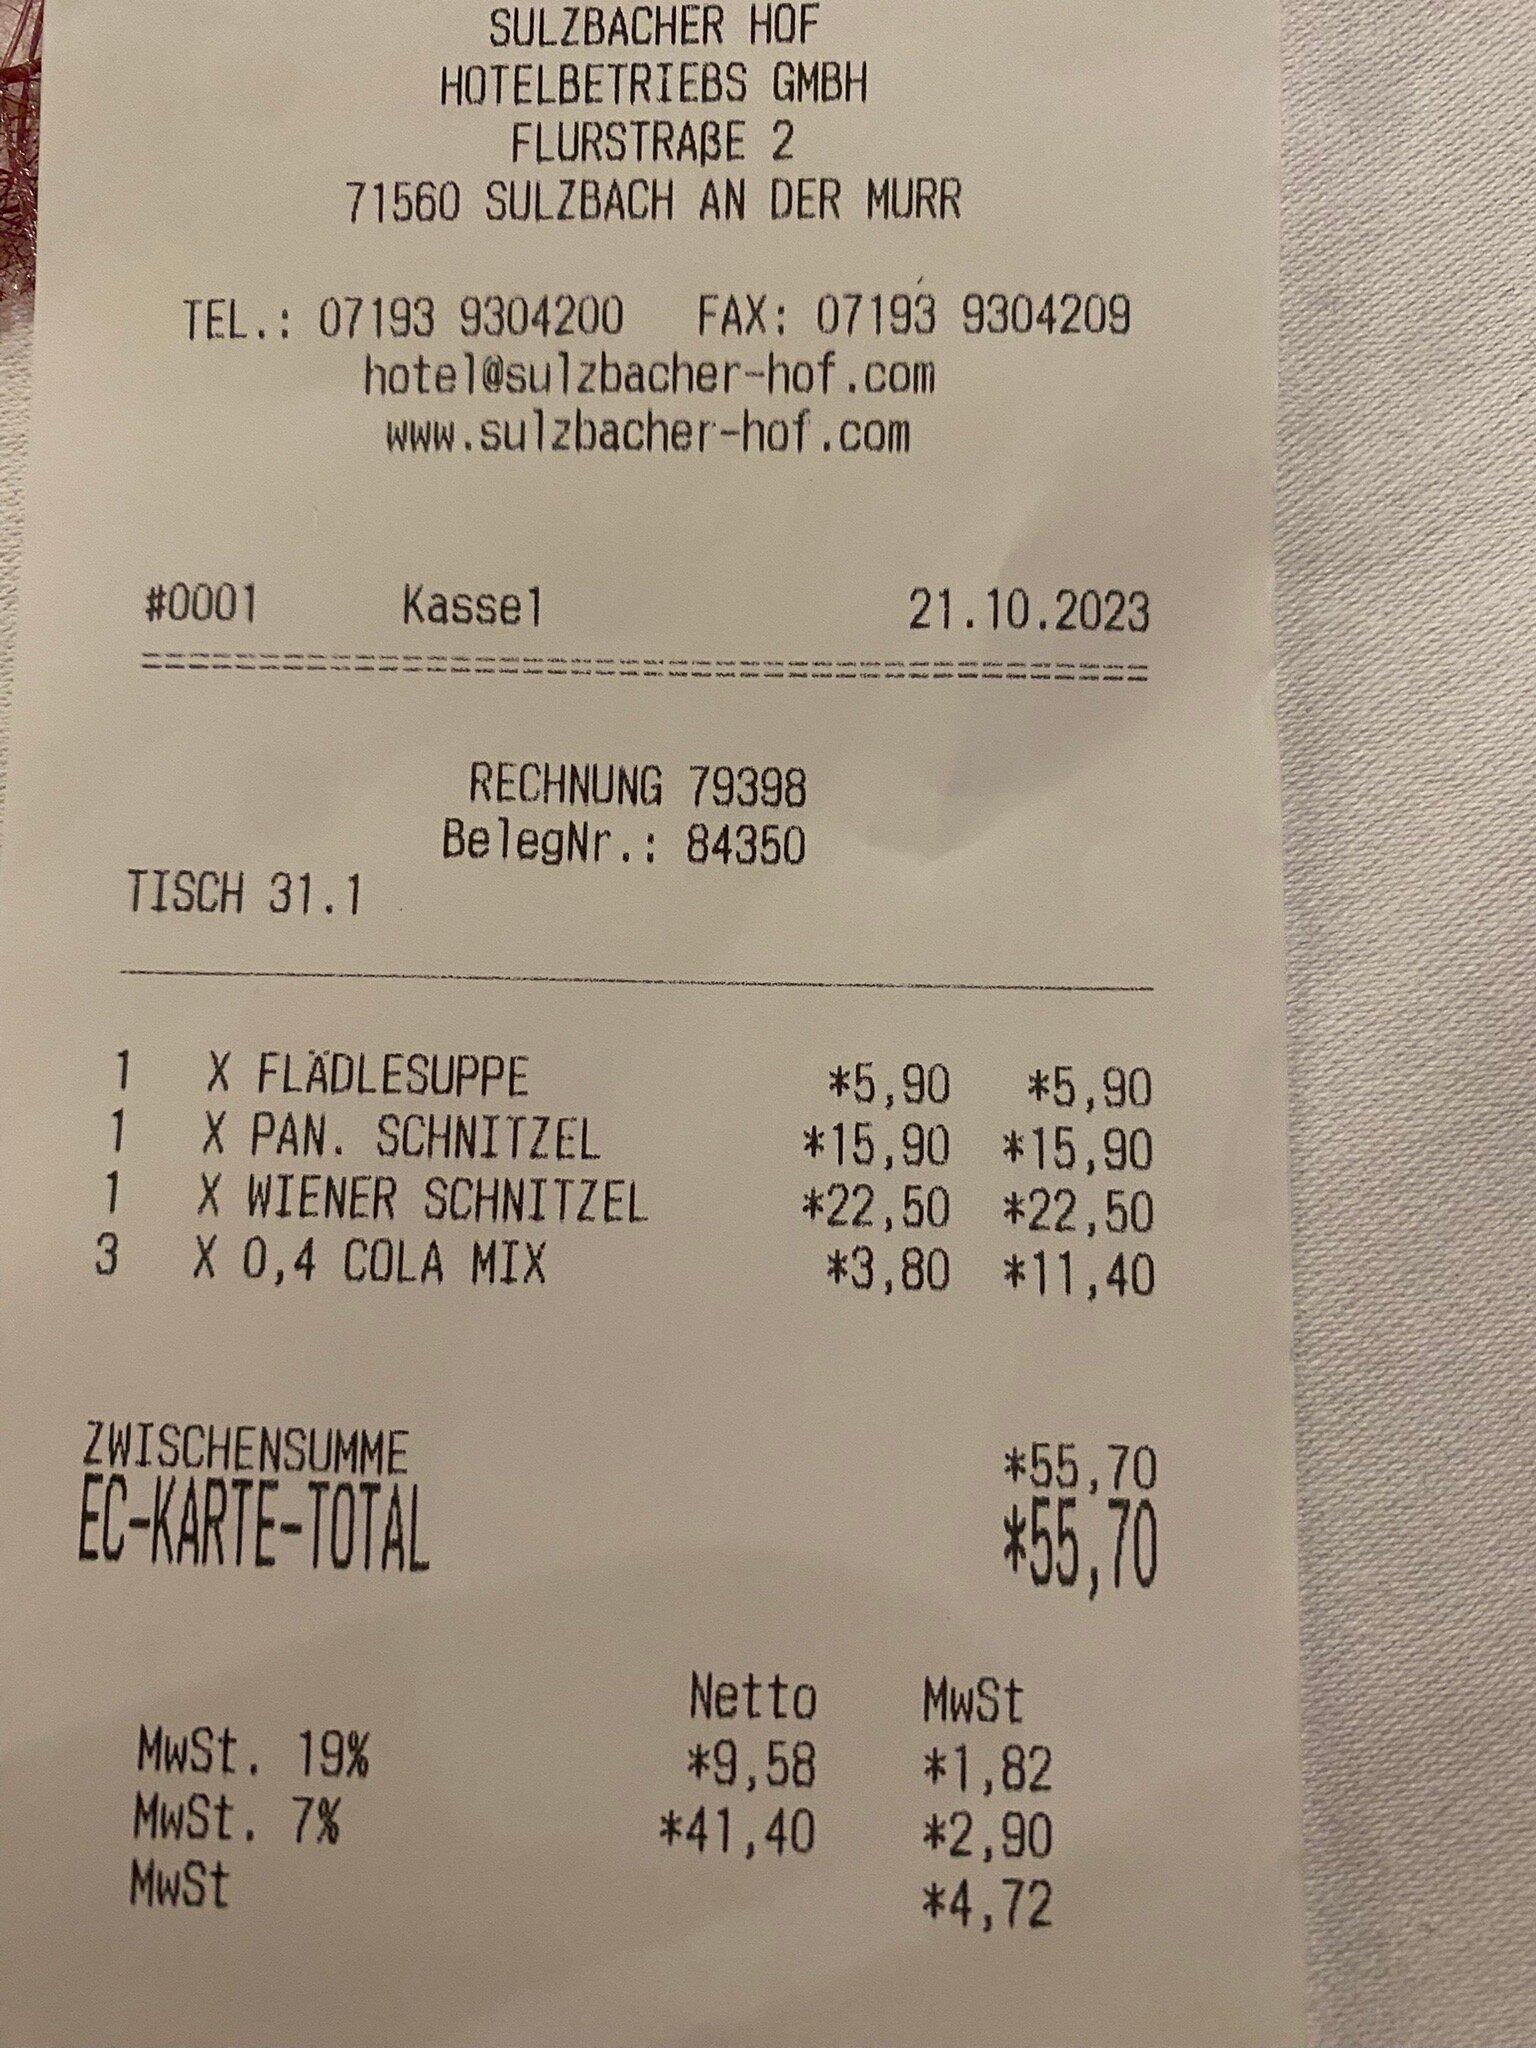 SULZBACHER HOF
HOTELBETRIEBS GMBH
FLURSTRAßE 2
71560 SULZBACH AN DER MURR
TEL.: 07193 9304200 FAX: 07193 9304209
hotel@sulzbacher-hof.com
www.sulzbacher-hof.com
#0001 Kasse1 21.10.2023
RECHNUNG 79398
BelegNr.: 84350
TISCH 31.1
1 X FLÄDLESUPPE *5,90 *5,90
1 X PAN. SCHNITZEL *15,90 *15,90
1 X WIENER SCHNITZEL *22,50 *22,50
3 X 0,4 COLA MIX *3,80 *11,40
ZWISCHENSUMME *55,70
EC-KARTE-TOTAL *55,70
Netto MwSt
MwSt. 19% *9,58 *1,82
MwSt. 7% *41,40 *2,90
MwSt *4,72